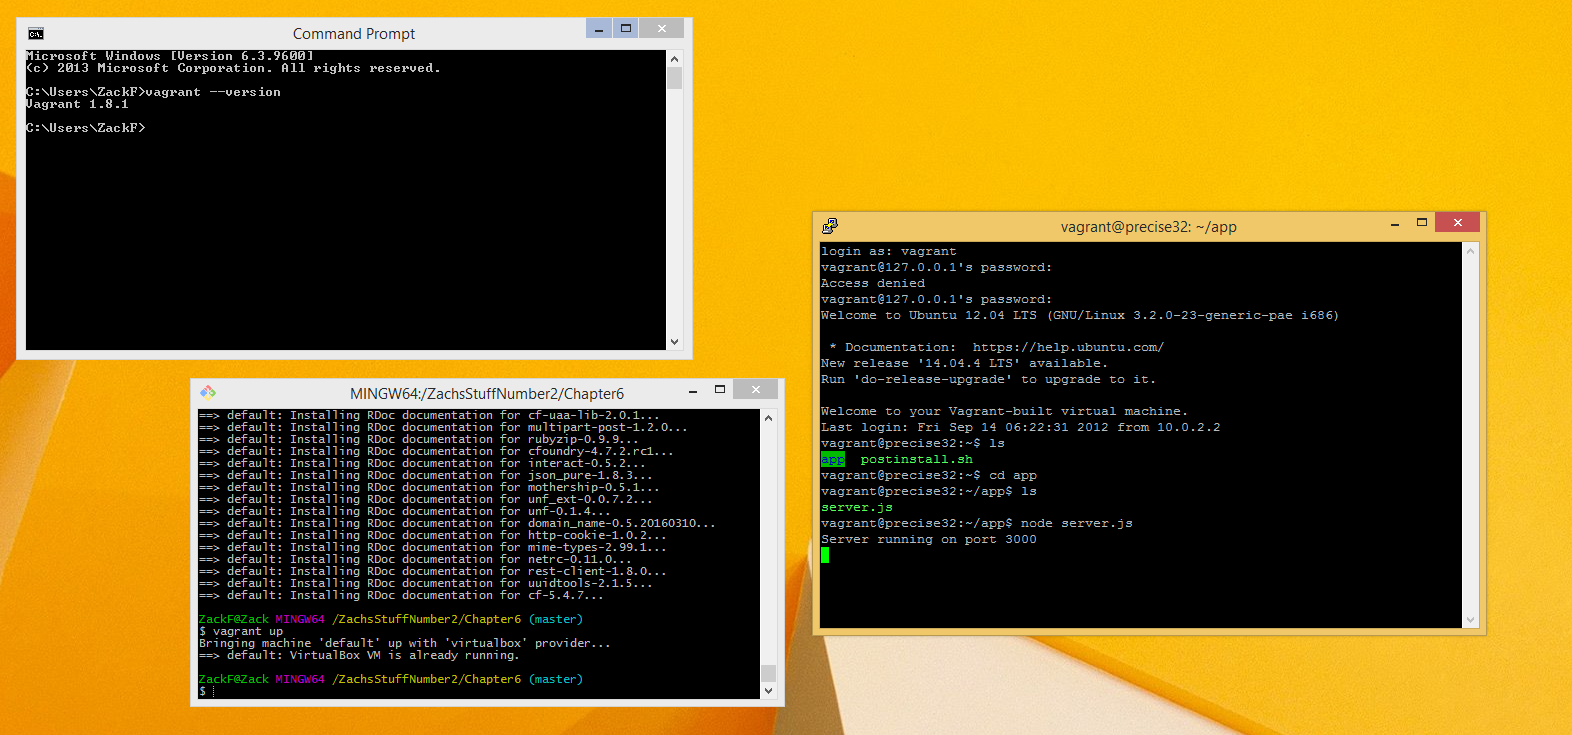 Command Prompt
Microsoft Windows [Version 6.3.9600]
(c) 2013 Microsoft Corporation. All rights reserved.
C:\Users\ZackF>vagrant --version
Vagrant 1.8.1
C:\Users\ZackF>
MINGW64:/ZachsStuffNumber2/Chapter6
==> default: Installing RDoc documentation for cf-uaa-lib-2.0.1...
==> default: Installing RDoc documentation for multipart-post-1.2.0...
==> default: Installing RDoc documentation for rubyzip-0.9.9...
==> default: Installing RDoc documentation for cfoundry-4.7.2.rc1...
==> default: Installing RDoc documentation for interact-0.5.2...
==> default: Installing RDoc documentation for json_pure-1.8.3...
==> default: Installing RDoc documentation for mothership-0.5.1...
==> default: Installing RDoc documentation for unf_ext-0.0.7.2...
==> default: Installing RDoc documentation for unf-0.1.4...
==> default: Installing RDoc documentation for domain_name-0.5.20160310...
==> default: Installing RDoc documentation for http-cookie-1.0.2...
==> default: Installing RDoc documentation for mime-types-2.99.1...
==> default: Installing RDoc documentation for netrc-0.11.0...
==> default: Installing RDoc documentation for rest-client-1.8.0...
==> default: Installing RDoc documentation for uuidtools-2.1.5...
==> default: Installing RDoc documentation for cf-5.4.7...
ZackF@Zack MINGW64 /ZachsStuffNumber2/Chapter6 (master)
$ vagrant up
Bringing machine 'default' up with 'virtualbox' provider...
==> default: VirtualBox VM is already running.
ZackF@Zack MINGW64 /ZachsStuffNumber2/Chapter6 (master)
$
vagrant@precise32: ~/app
login as: vagrant
vagrant@127.0.0.1's password:
Access denied
vagrant@127.0.0.1's password:
Welcome to Ubuntu 12.04 LTS (GNU/Linux 3.2.0-23-generic-pae i686)
* Documentation:  https://help.ubuntu.com/
New release '14.04.4 LTS' available.
Run 'do-release-upgrade' to upgrade to it.
Welcome to your Vagrant-built virtual machine.
Last login: Fri Sep 14 06:22:31 2012 from 10.0.2.2
vagrant@precise32:~$ ls
app  postinstall.sh
vagrant@precise32:~$ cd app
vagrant@precise32:~/app$ ls
server.js
vagrant@precise32:~/app$ node server.js
Server running on port 3000